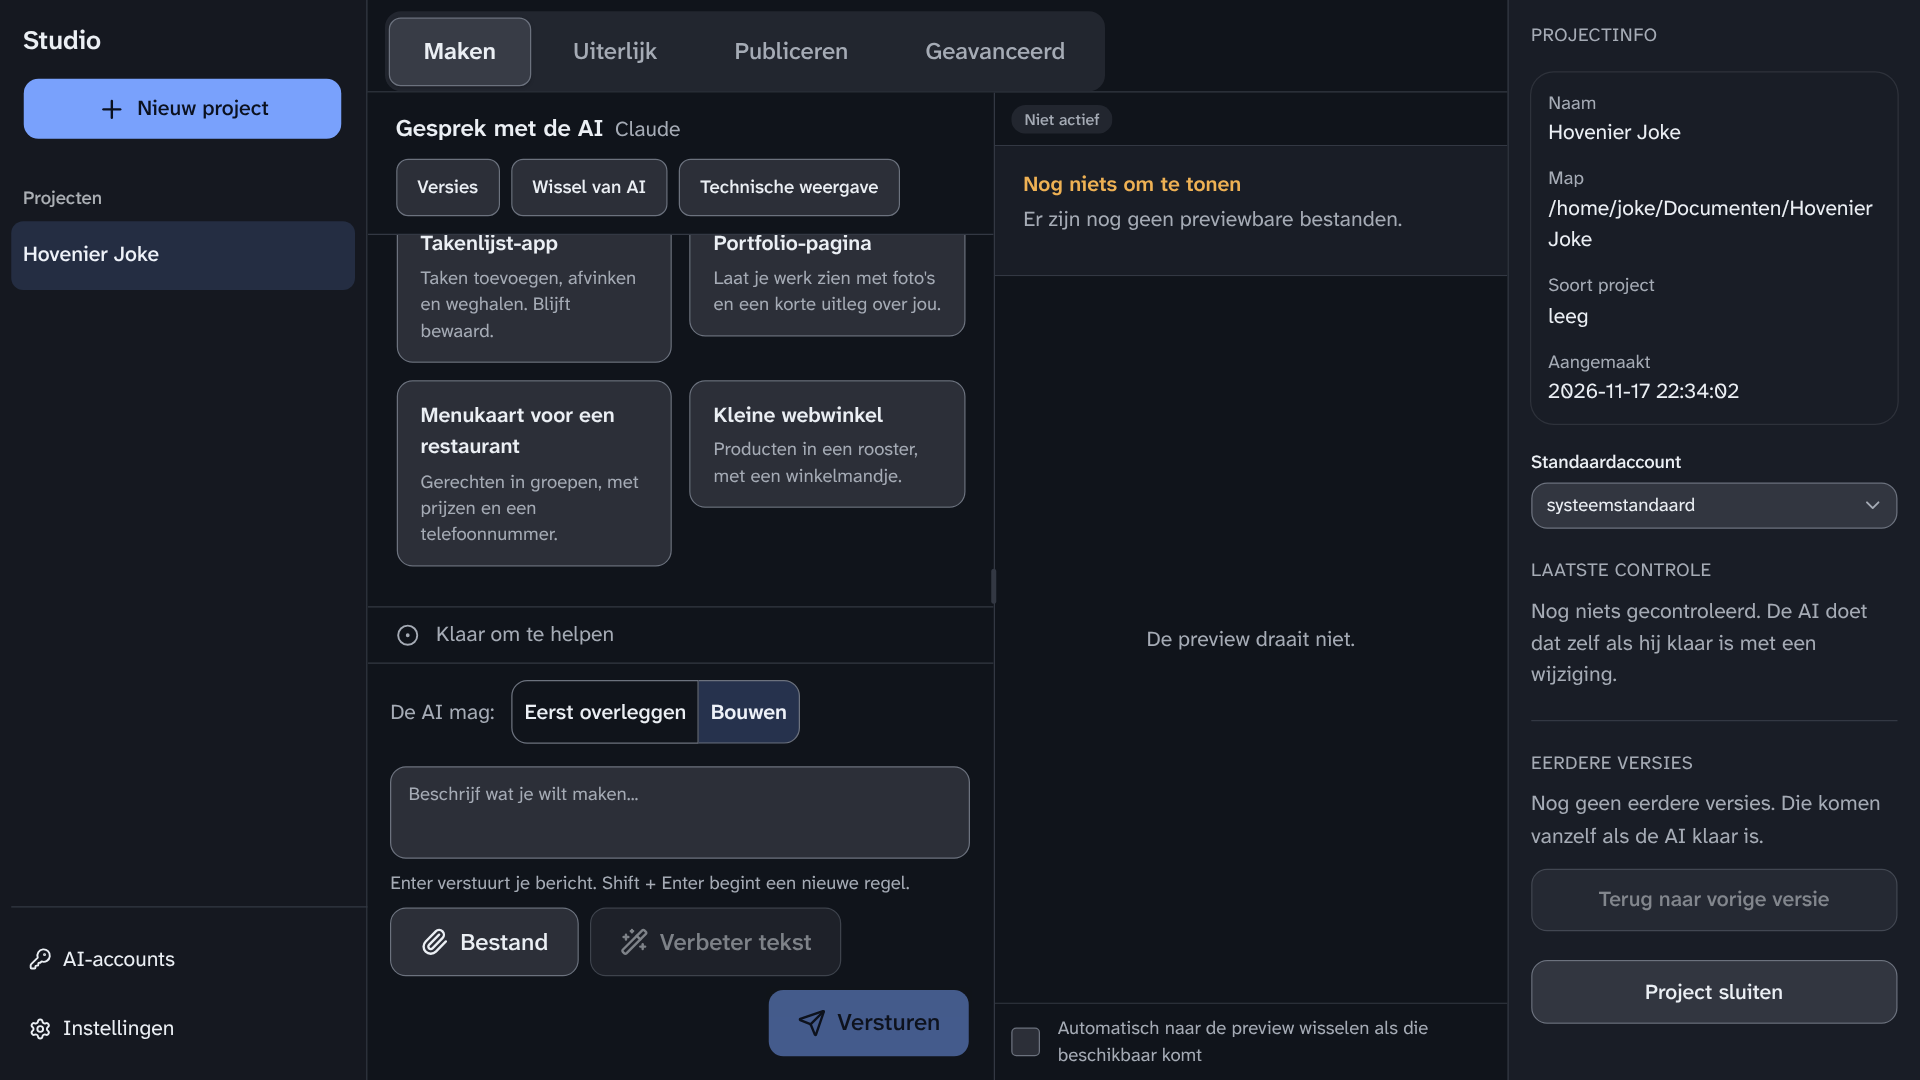 Studio
Nieuw project
Projecten
Hovenier Joke
AI-accounts
Instellingen
Maken
Uiterlijk
Publiceren
Geavanceerd
Gesprek met de AI Claude
Versies
Wissel van AI
Technische weergave
Takenlijst-app
Taken toevoegen, afvinken
en weghalen. Blijft
bewaard.
Portfolio-pagina
Laat je werk zien met foto's
en een korte uitleg over jou.
Menukaart voor een
restaurant
Gerechten in groepen, met
prijzen en een
telefoonnummer.
Kleine webwinkel
Producten in een rooster,
met een winkelmandje.
Klaar om te helpen
De AI mag:
Eerst overleggen
Bouwen
Beschrijf wat je wilt maken...
Enter verstuurt je bericht. Shift + Enter begint een nieuwe regel.
Bestand
Verbeter tekst
Versturen
Niet actief
Nog niets om te tonen
Er zijn nog geen previewbare bestanden.
De preview draait niet.
Automatisch naar de preview wisselen als die
beschikbaar komt
PROJECTINFO
Naam
Hovenier Joke
Map
/home/joke/Documenten/Hovenier
Joke
Soort project
leeg
Aangemaakt
2026-11-17 22:34:02
Standaardaccount
systeemstandaard
LAATSTE CONTROLE
Nog niets gecontroleerd. De AI doet
dat zelf als hij klaar is met een
wijziging.
EERDERE VERSIES
Nog geen eerdere versies. Die komen
vanzelf als de AI klaar is.
Terug naar vorige versie
Project sluiten